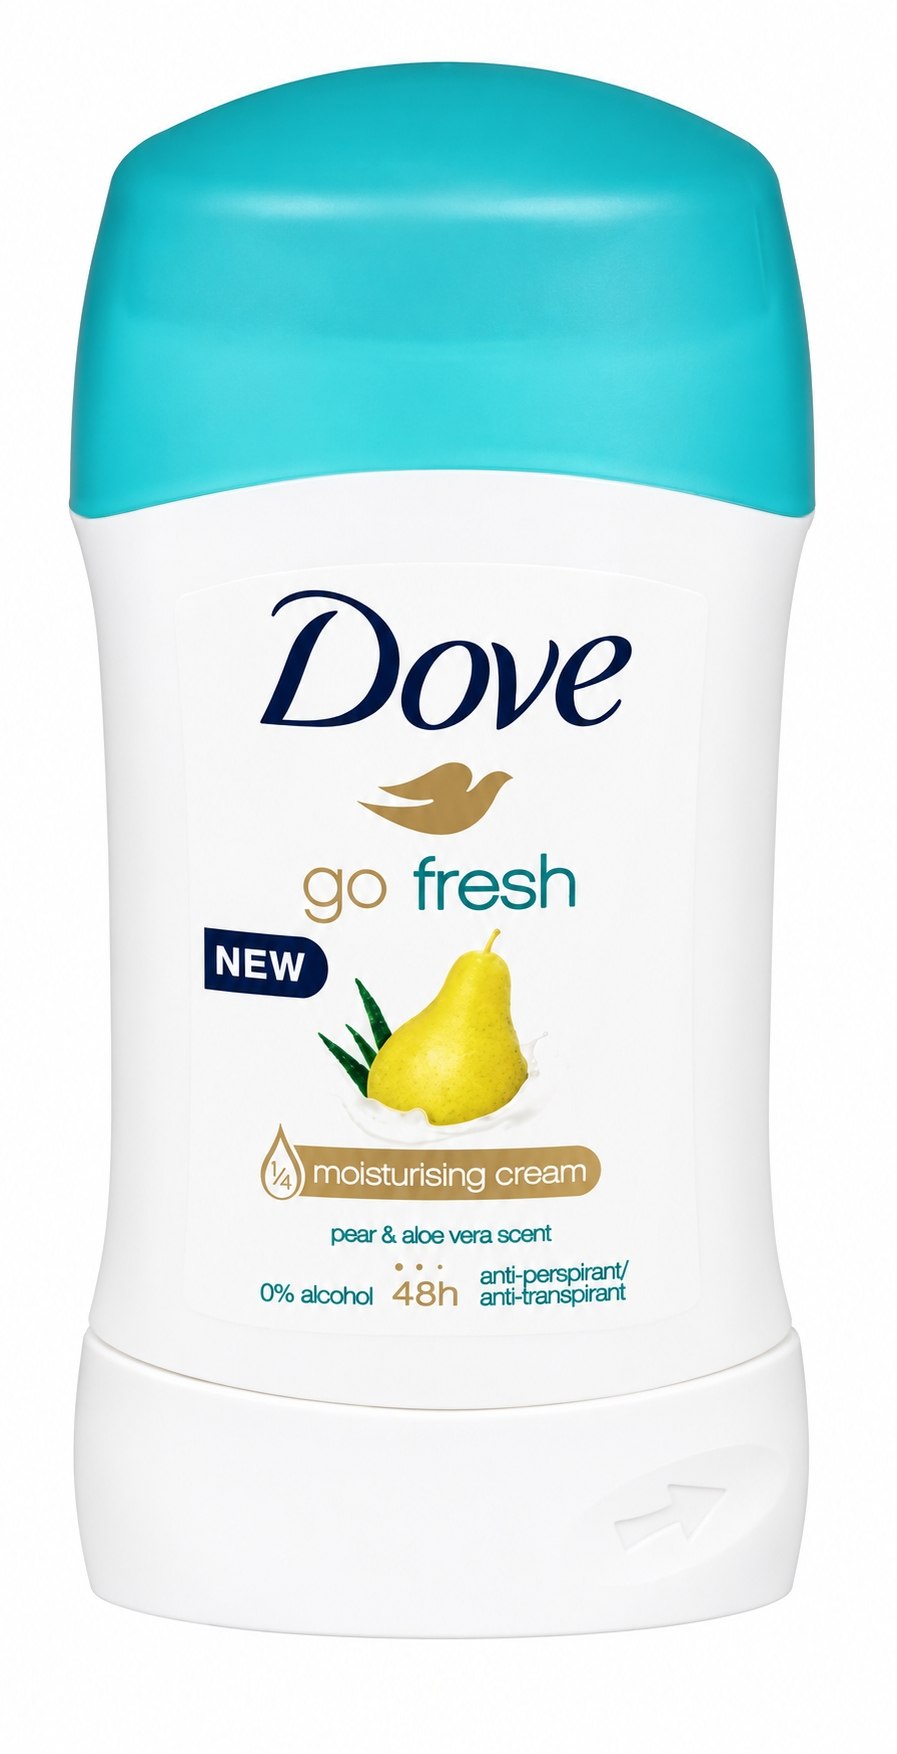 Dove
go fresh
NEW
1/4 moisturising cream
pear & aloe vera scent
0% alcohol
48h
anti-perspirant/
anti-transpirant